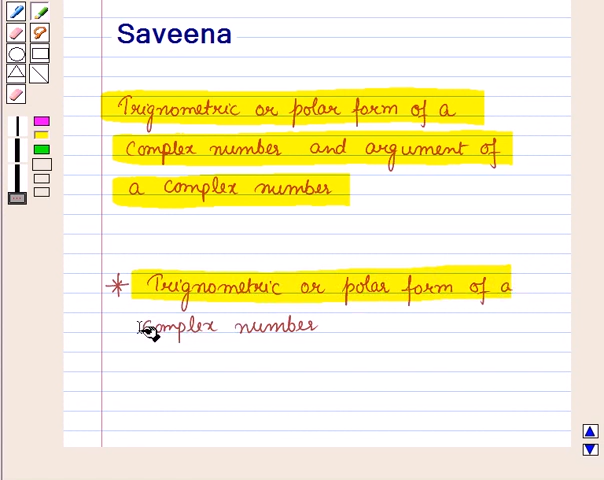 Saveena
Trignometric or polar form of a
complex number and argument of
a complex number
* Trignometric or polar form of a
complex number